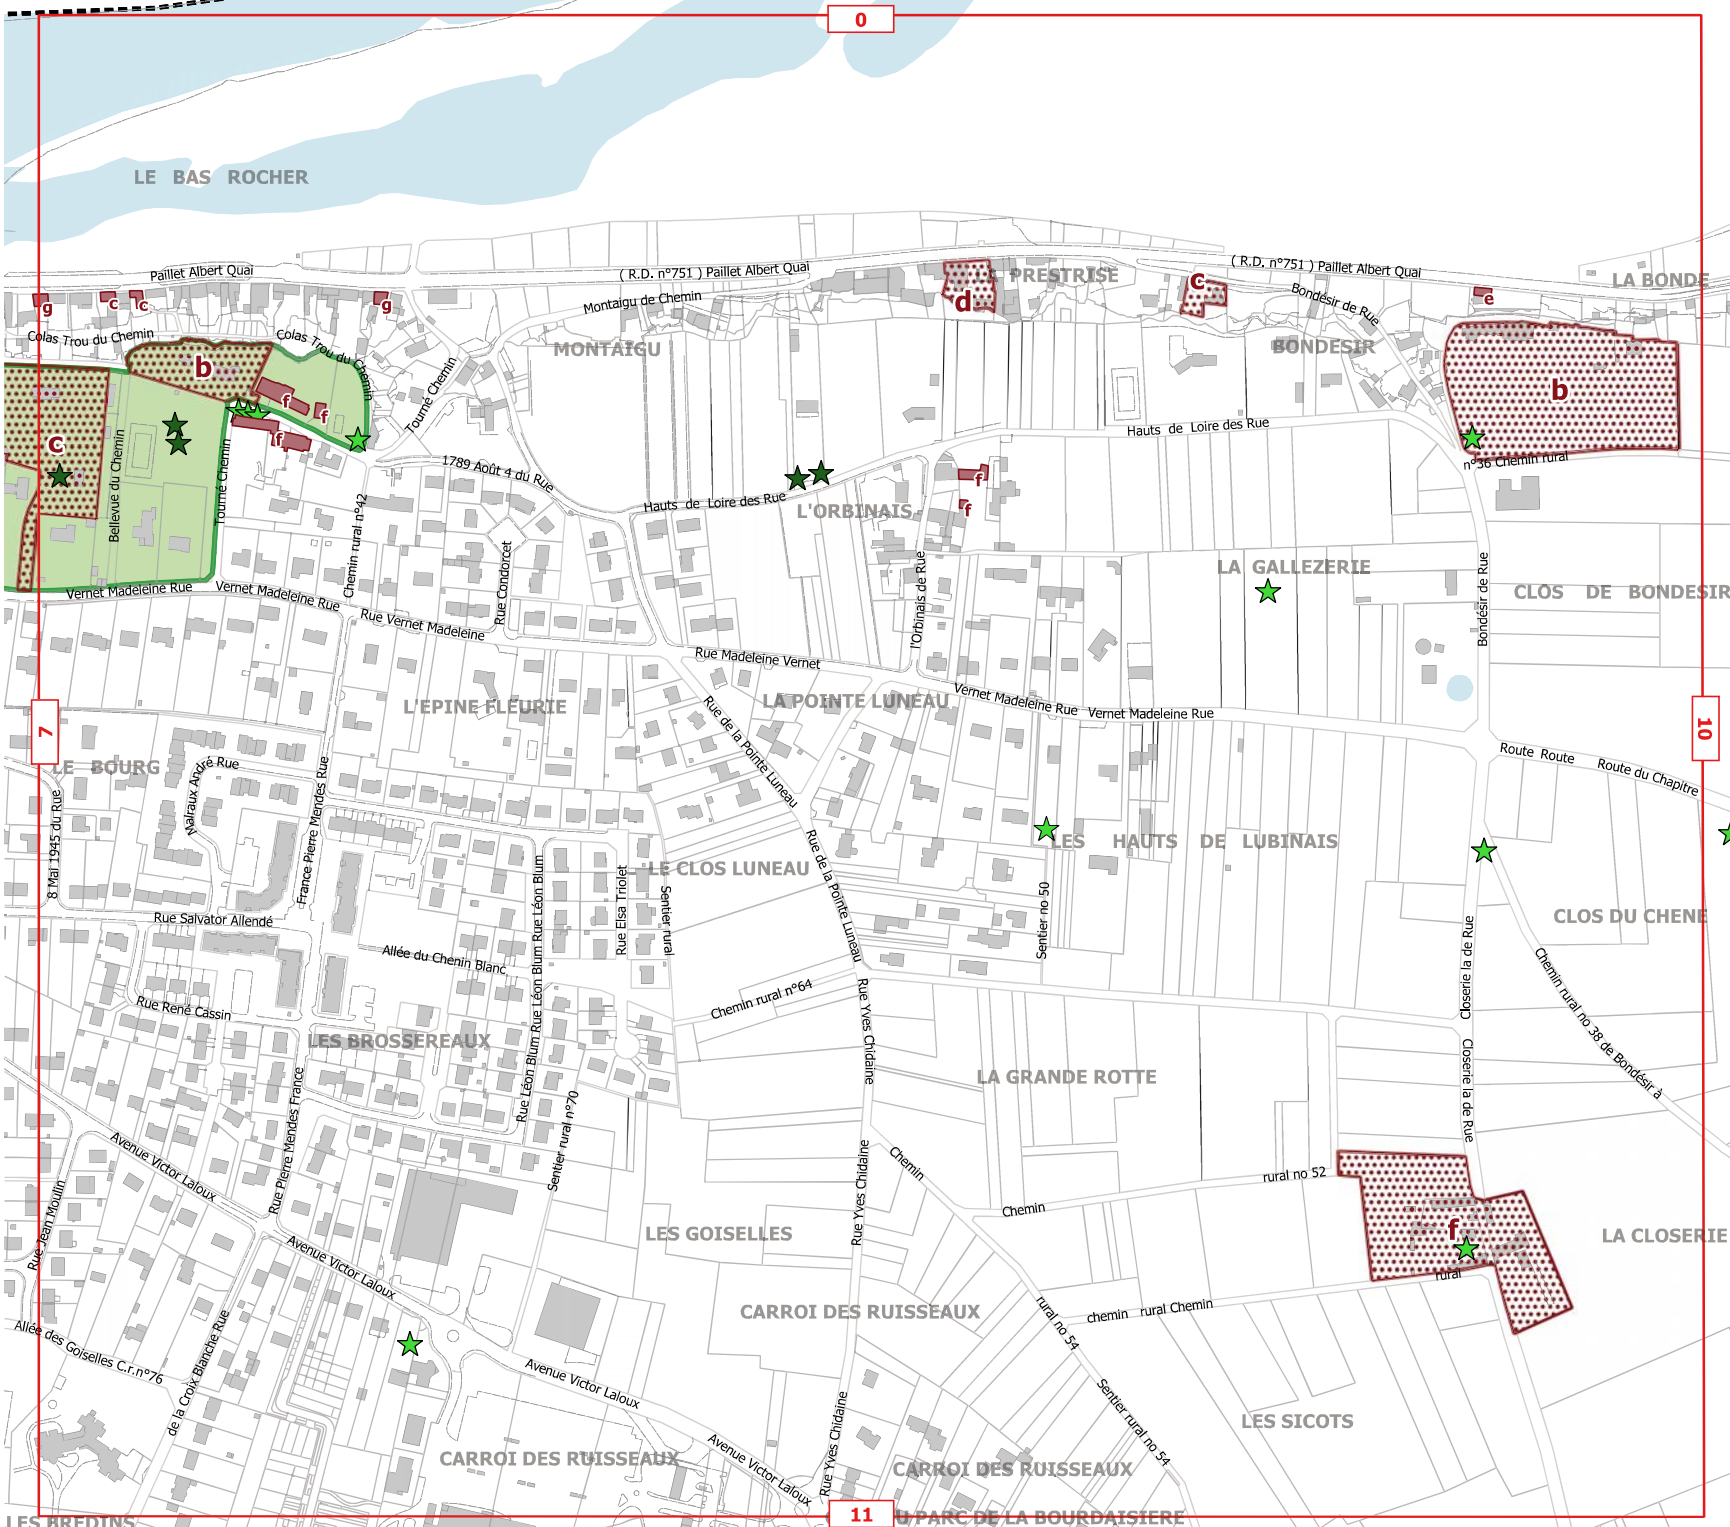 0
LE BAS ROCHER
Paillet Albert Quai
( R.D. n°751 ) Paillet Albert Quai
( R.D. n°751 ) Paillet Albert Quai
PRESTRISE
LA BONDE
g
c
c
g
d
c
e
Montaigu de Chemin
Bondésir de Rue
Colas Trou du Chemin
Colas Trou du Chemin
MONTAIGU
BONDESIR
b
b
c
f
f
f
Tourné Chemin
Hauts de Loire des Rue
1789 Août 4 du Rue
n°36 Chemin rural
Bellevue du Chemin
Tourné Chemin
Chemin rural n°42
Hauts de Loire des Rue
L'ORBINAIS
f
f
Rue Condorcet
l'Orbinais de Rue
LA GALLEZERIE
Bondésir de Rue
CLOS DE BONDESIR
Vernet Madeleine Rue
Vernet Madeleine Rue
Rue Vernet Madeleine
Rue Madeleine Vernet
Vernet Madeleine Rue
Vernet Madeleine Rue
L'EPINE FLEURIE
LA POINTE LUNEAU
7
10
Rue de la Pointe Luneau
Route Route
Route du Chapitre
LE BOURG
Malraux André Rue
France Pierre Mendes Rue
8 Mai 1945 du Rue
LES HAUTS DE LUBINAIS
LE CLOS LUNEAU
Rue de la Pointe Luneau
Rue Salvator Allendé
Rue Léon Blum Rue Léon Blum
Rue Elsa Triolet
Sentier rural
Sentier no 50
CLOS DU CHENE
Closerie la de Rue
Allée du Chenin Blanc
Chemin rural n°64
Rue René Cassin
Chemin rural no 38 de Bondésir à
LES BROSSEREAUX
Rue Yves Chidaine
Closerie la de Rue
LA GRANDE ROTTE
Rue Léon Blum
Sentier rural n°70
Rue Pierre Mendes France
Avenue Victor Laloux
Rue Jean Moulin
Chemin
rural no 52
Chemin
Rue Yves Chidaine
LES GOISELLES
f
LA CLOSERIE
Avenue Victor Laloux
rural
CARROI DES RUISSEAUX
chemin rural Chemin
rural no 54
Allée des Goiselles C.r.n°76
de la Croix Blanche Rue
Avenue Victor Laloux
Sentier rural no 54
Rue Yves Chidaine
LES SICOTS
CARROI DES RUISSEAUX
Avenue Victor Laloux
CARROI DES RUISSEAUX
11
U PARC DE LA BOURDAISIERE
LES BREDINS